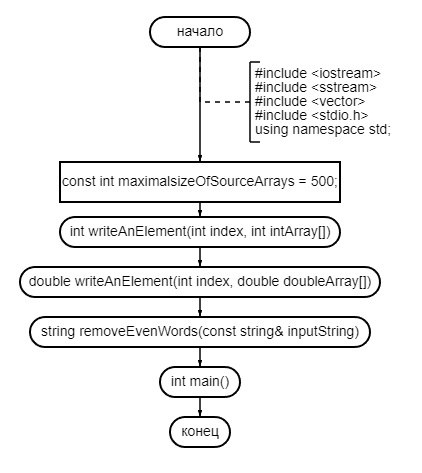 начало
#include <iostream>
#include <sstream>
#include <vector>
#include <stdio.h>
using namespace std;
const int maximalsizeOfSourceArrays = 500;
int writeAnElement(int index, int intArray[])
double writeAnElement(int index, double doubleArray[])
string removeEvenWords(const string& inputString)
int main()
конец